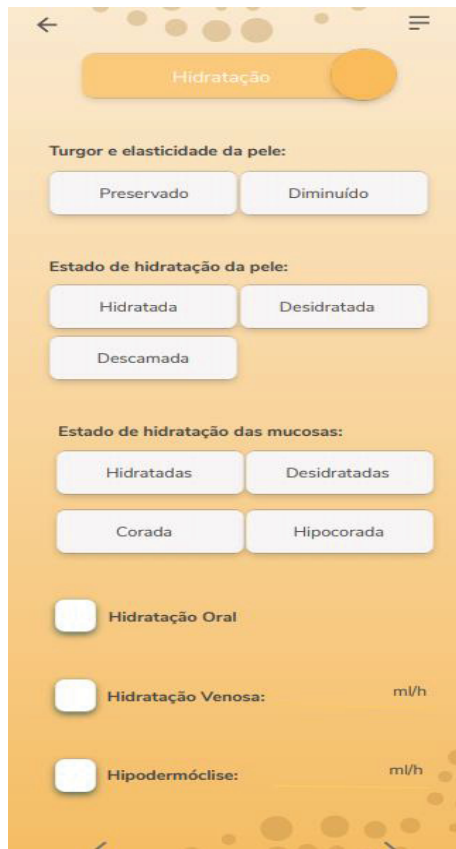 Hidratação
Turgor e elasticidade da pele:
Preservado Diminuído
Estado de hidratação da pele:
Hidratada Desidratada
Descamada
Estado de hidratação das mucosas:
Hidratadas Desidratadas
Corada Hipocorada
Hidratação Oral
Hidratação Venosa: ml/h
Hipodermóclise: ml/h